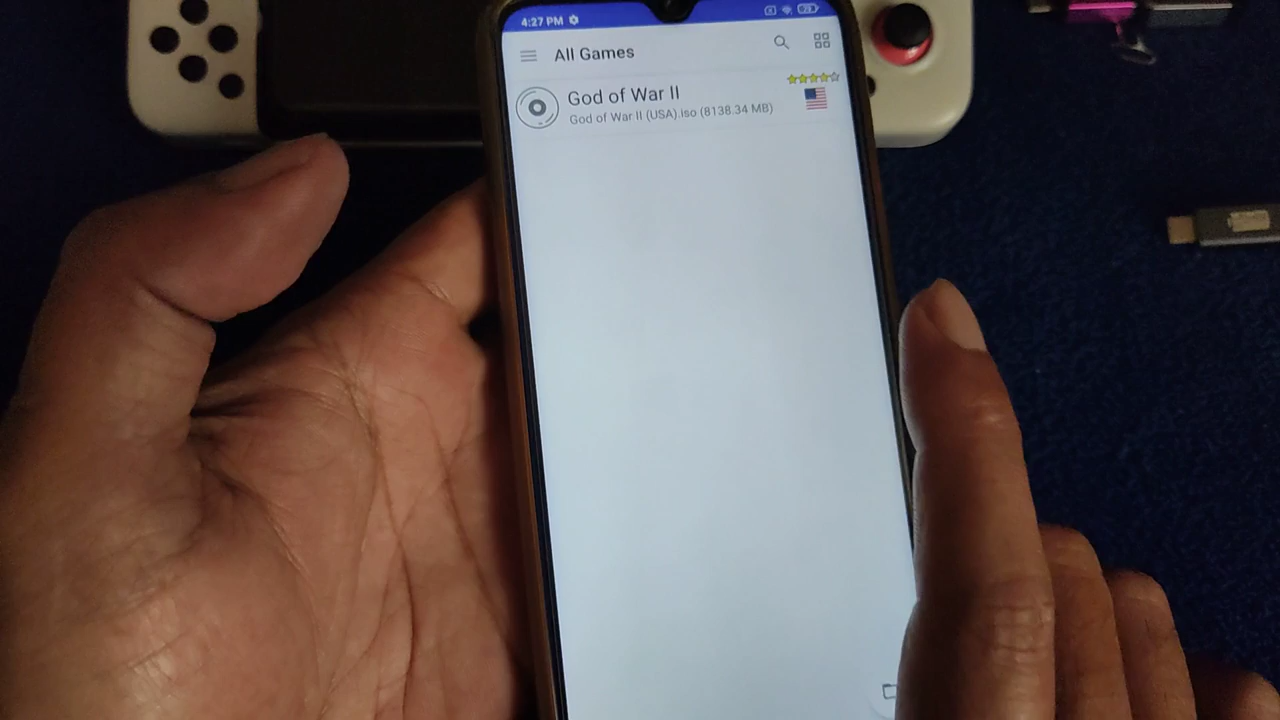 4:27 PM
All Games
God of War II
God of War II (USA).iso (8138.34 MB)